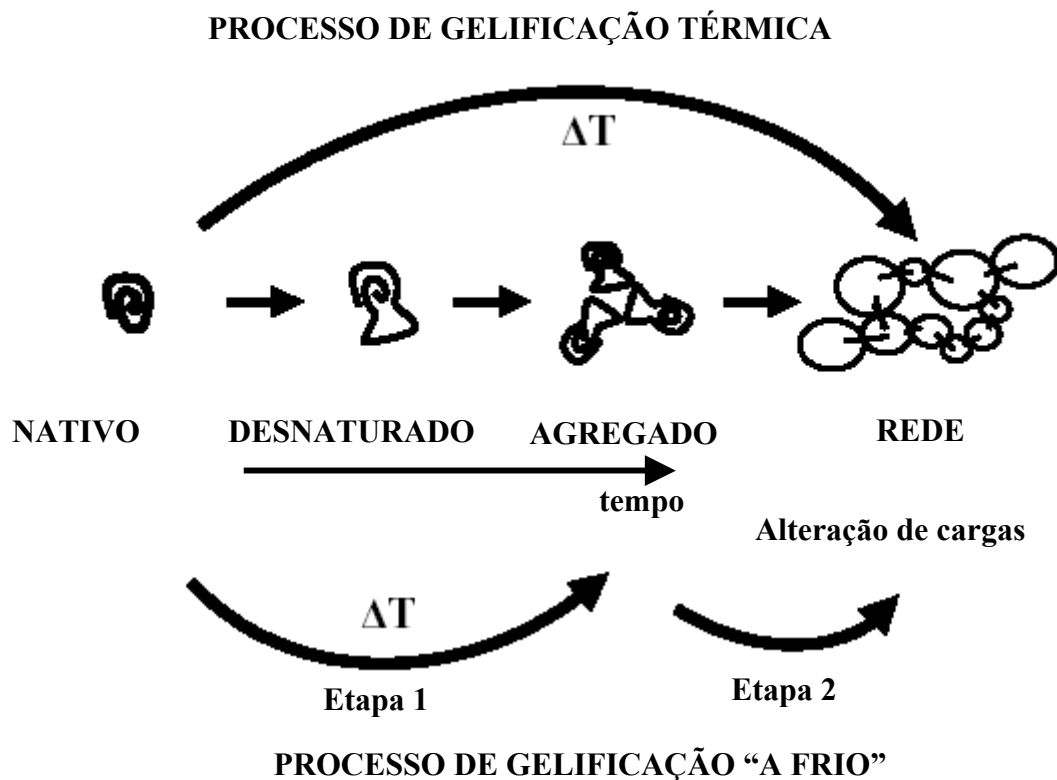 PROCESSO DE GELIFICAÇÃO TÉRMICA
ΔT
NATIVO DESNATURADO AGREGADO REDE
tempo
Alteração de cargas
ΔT
Etapa 1
Etapa 2
PROCESSO DE GELIFICAÇÃO “A FRIO”